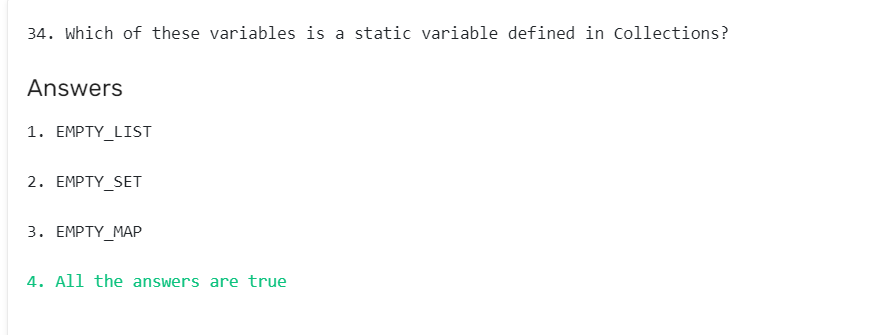 34. Which of these variables is a static variable defined in Collections?
Answers
1. EMPTY_LIST
2. EMPTY_SET
3. EMPTY_MAP
4. All the answers are true